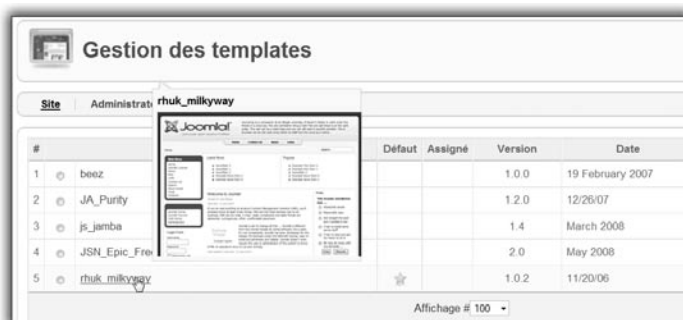 Gestion des templates
Site Administrate
rhuk_milkyway
Joomla!
# Défaut Assigné Version Date
1 beez 1.0.0 19 February 2007
2 JA_Purity 1.2.0 12/26/07
3 js_jamba 1.4 March 2008
4 JSN_Epic_Free 2.0 May 2008
5 rhuk_milkyway 1.0.2 11/20/06
Affichage # 100